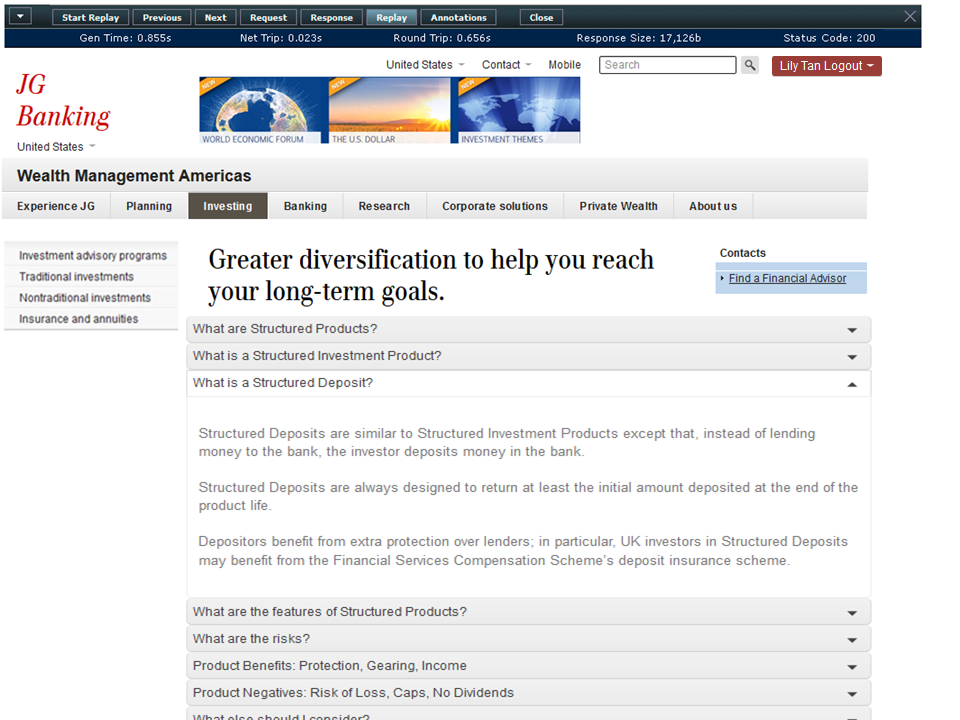 Start Replay Previous Next Request Response Replay Annotations Close
Gen Time: 0.855s Net Trip: 0.023s Round Trip: 0.656s Response Size: 17,126b Status Code: 200
United States Contact Mobile Search Lily Tan Logout
JG
Banking
United States
NEW NEW NEW
WORLD ECONOMIC FORUM THE U.S. DOLLAR INVESTMENT THEMES
Wealth Management Americas
Experience JG Planning Investing Banking Research Corporate solutions Private Wealth About us
Investment advisory programs
Traditional investments
Nontraditional investments
Insurance and annuities
Greater diversification to help you reach
your long-term goals.
Contacts
Find a Financial Advisor
What are Structured Products?
What is a Structured Investment Product?
What is a Structured Deposit?
Structured Deposits are similar to Structured Investment Products except that, instead of lending
money to the bank, the investor deposits money in the bank.
Structured Deposits are always designed to return at least the initial amount deposited at the end of the
product life.
Depositors benefit from extra protection over lenders; in particular, UK investors in Structured Deposits
may benefit from the Financial Services Compensation Scheme's deposit insurance scheme.
What are the features of Structured Products?
What are the risks?
Product Benefits: Protection, Gearing, Income
Product Negatives: Risk of Loss, Caps, No Dividends
What else should I consider?